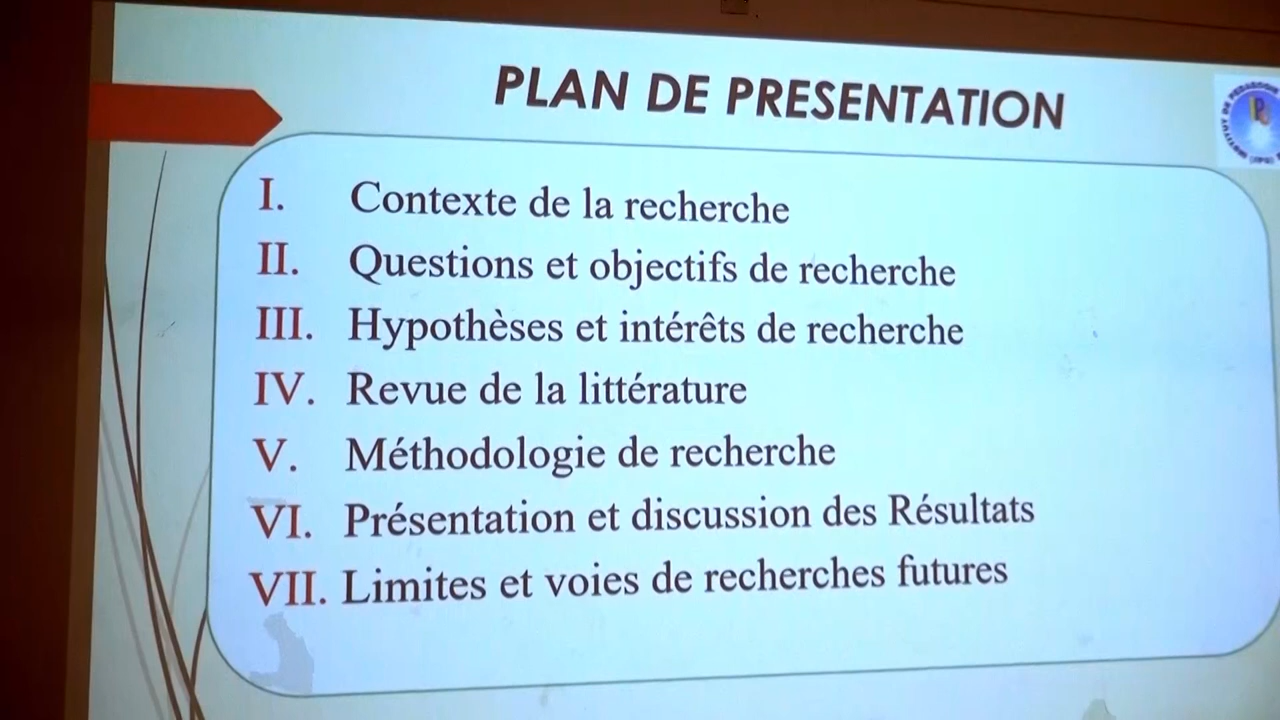 PLAN DE PRESENTATION
I. Contexte de la recherche
II. Questions et objectifs de recherche
III. Hypothèses et intérêts de recherche
IV. Revue de la littérature
V. Méthodologie de recherche
VI. Présentation et discussion des Résultats
VII. Limites et voies de recherches futures